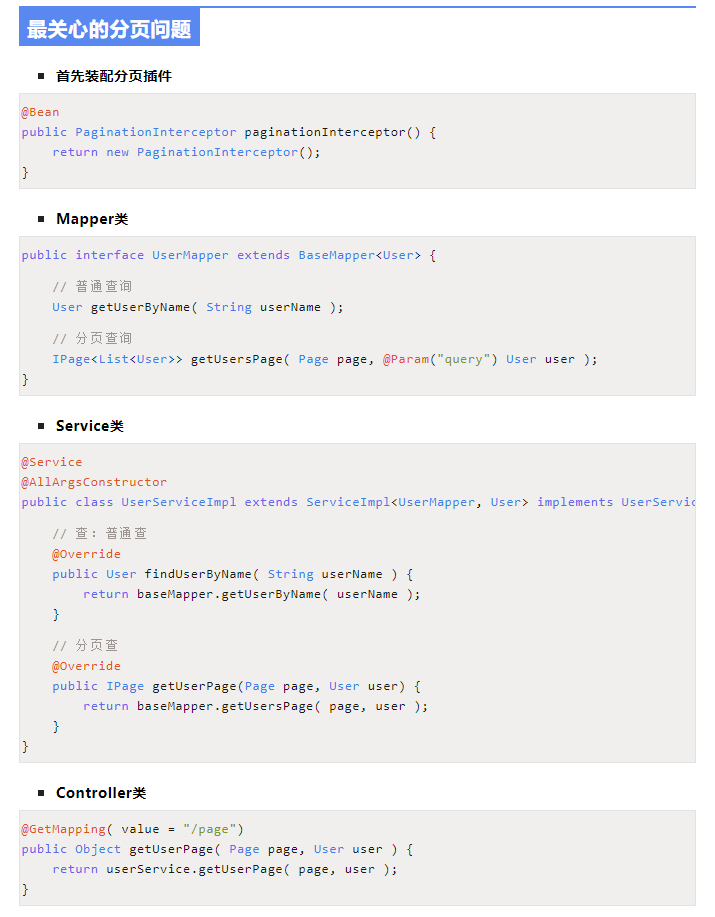 最关心的分页问题
首先装配分页插件
@Bean
public PaginationInterceptor paginationInterceptor() {
    return new PaginationInterceptor();
}
Mapper类
public interface UserMapper extends BaseMapper<User> {
    // 普通查询
    User getUserByName( String userName );
    // 分页查询
    IPage<List<User>> getUsersPage( Page page, @Param("query") User user );
}
Service类
@Service
@AllArgsConstructor
public class UserServiceImpl extends ServiceImpl<UserMapper, User> implements UserServic
    // 查：普通查
    @Override
    public User findUserByName( String userName ) {
        return baseMapper.getUserByName( userName );
    }
    // 分页查
    @Override
    public IPage getUserPage(Page page, User user) {
        return baseMapper.getUsersPage( page, user );
    }
}
Controller类
@GetMapping( value = "/page")
public Object getUserPage( Page page, User user ) {
    return userService.getUserPage( page, user );
}